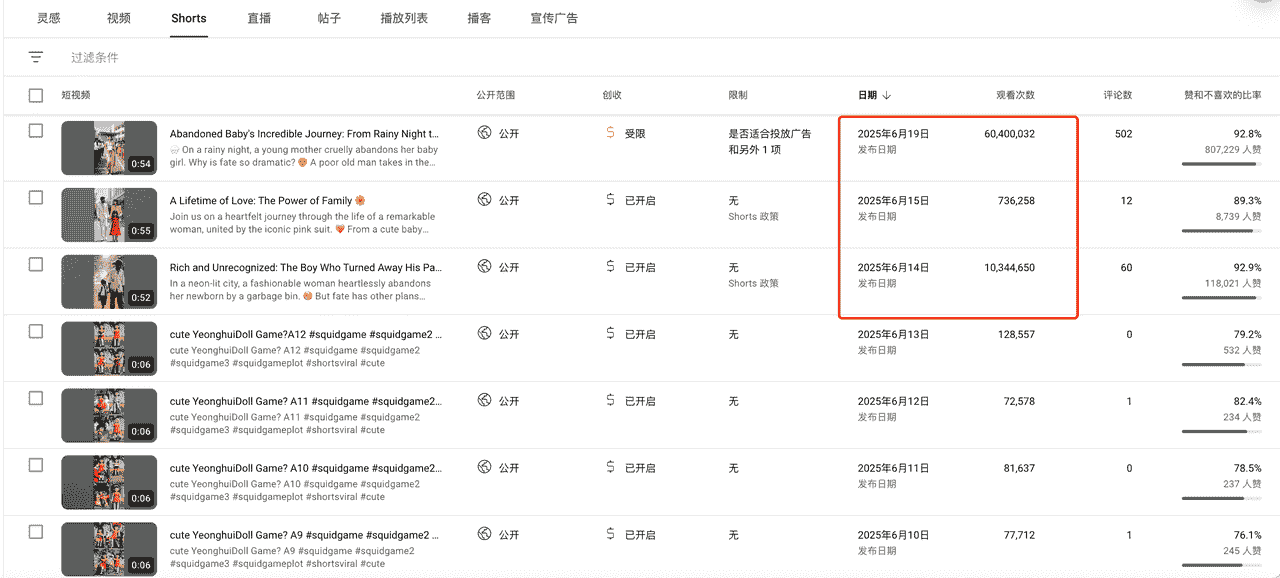 灵感 视频 Shorts 直播 帖子 播放列表 播客 宣传广告
过滤条件
短视频 公开范围 创收 限制 日期 ↓ 观看次数 评论数 赞和不喜欢的比率
0:54 Abandoned Baby's Incredible Journey: From Rainy Night t... 公开 受限 是否适合投放广告 2025年6月19日 60,400,032 502 92.8%
On a rainy night, a young mother cruelly abandons her baby 和另外 1 项 发布日期 807,229 人赞
girl. Why is fate so dramatic? A poor old man takes in the...
0:55 A Lifetime of Love: The Power of Family 公开 已开启 无 2025年6月15日 736,258 12 89.3%
Join us on a heartfelt journey through the life of a remarkable Shorts 政策 发布日期 8,739 人赞
woman, united by the iconic pink suit. From a cute baby...
0:52 Rich and Unrecognized: The Boy Who Turned Away His Pa... 公开 已开启 无 2025年6月14日 10,344,650 60 92.9%
In a neon-lit city, a fashionable woman heartlessly abandons Shorts 政策 发布日期 118,021 人赞
her newborn by a garbage bin. But fate has other plans...
0:06 cute YeonghuiDoll Game?A12 #squidgame #squidgame2 ... 公开 已开启 无 2025年6月13日 128,557 0 79.2%
cute YeonghuiDoll Game? A12 #squidgame #squidgame2 发布日期 532 人赞
#squidgame3 #squidgameplot #shortsviral #cute
0:06 cute YeonghuiDoll Game? A11 #squidgame #squidgame2... 公开 已开启 无 2025年6月12日 72,578 1 82.4%
cute YeonghuiDoll Game? A11 #squidgame #squidgame2 发布日期 234 人赞
#squidgame3 #squidgameplot #shortsviral #cute
0:06 cute YeonghuiDoll Game? A10 #squidgame #squidgame2... 公开 已开启 无 2025年6月11日 81,637 0 78.5%
cute YeonghuiDoll Game? A10 #squidgame #squidgame2 发布日期 237 人赞
#squidgame3 #squidgameplot #shortsviral #cute
0:06 cute YeonghuiDoll Game? A9 #squidgame #squidgame2 ... 公开 已开启 无 2025年6月10日 77,712 1 76.1%
cute YeonghuiDoll Game? A9 #squidgame #squidgame2 发布日期 245 人赞
#squidgame3 #squidgameplot #shortsviral #cute